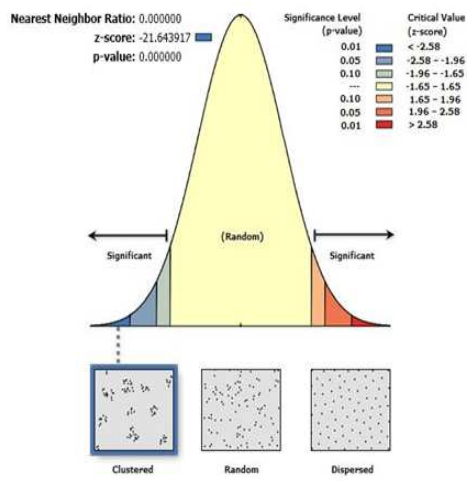 Nearest Neighbor Ratio: 0.000000
z-score: -21.643917
p-value: 0.000000
Significance Level
(p-value)
Critical Value
(z-score)
0.01 < -2.58
0.05 -2.58 - -1.96
0.10 -1.96 - -1.65
--- -1.65 - 1.65
0.10 1.65 - 1.96
0.05 1.96 - 2.58
0.01 > 2.58
(Random)
Significant
Significant
Clustered
Random
Dispersed